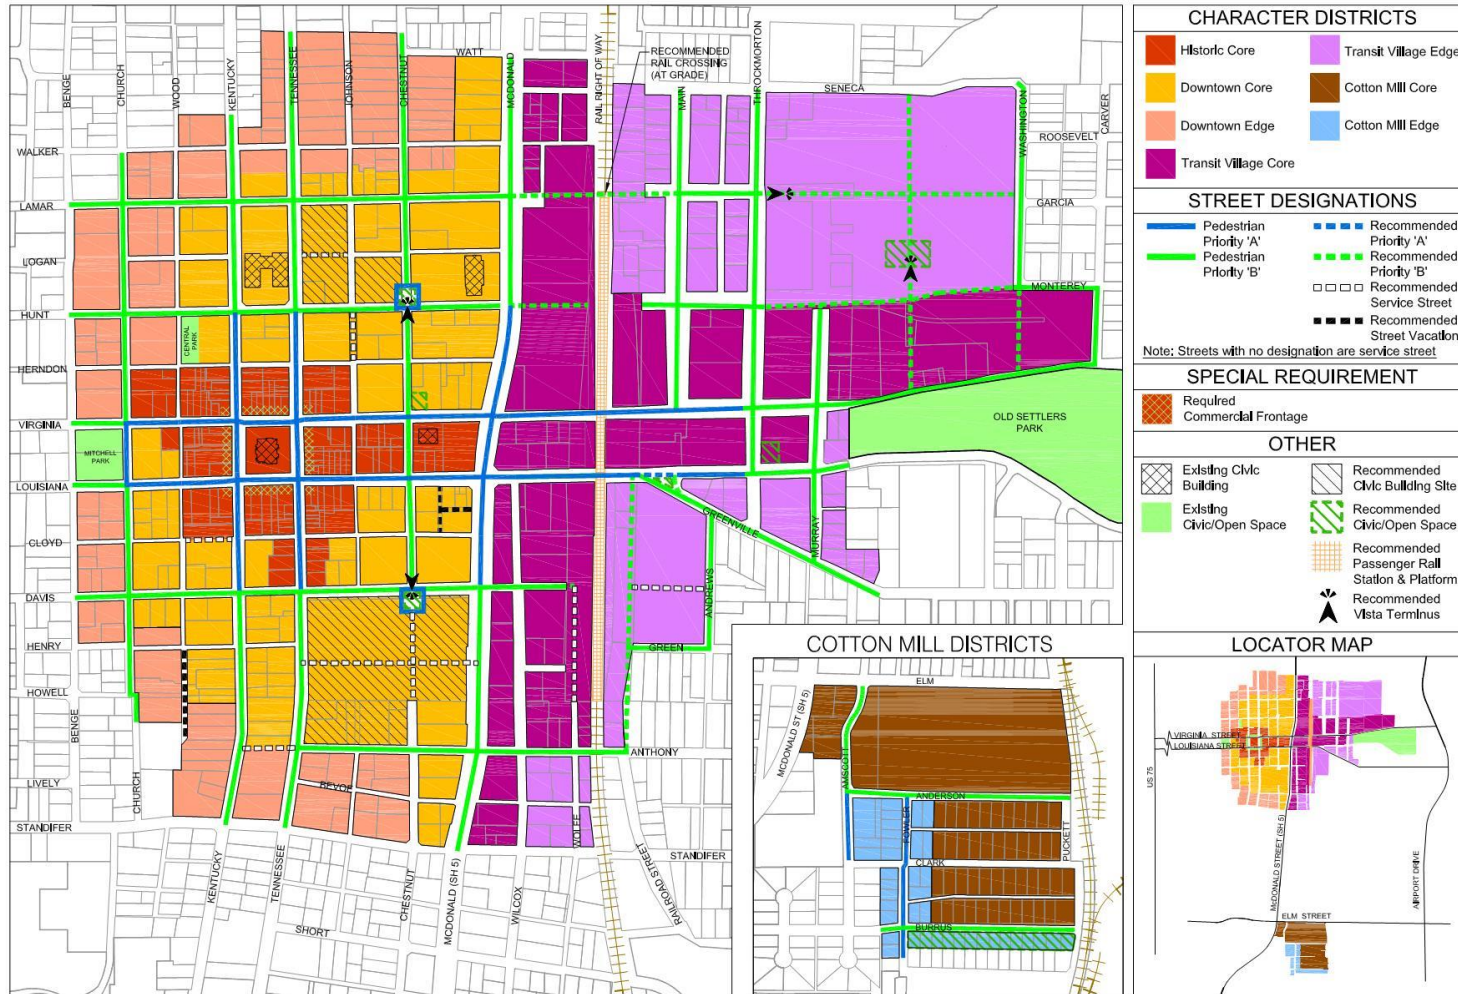 WATT
RECOMMENDED
RAIL CROSSING
(AT GRADE)
BENGE
CHURCH
WOOD
KENTUCKY
TENNESSEE
JOHNSON
CHESTNUT
MCDONALD
RAIL RIGHT OF WAY
MAIN
THROCKMORTON
SENECA
WASHINGTON
CARVER
ROOSEVELT
WALKER
LAMAR
GARCIA
LOGAN
MONTEREY
HUNT
CENTRAL
PARK
HERNDON
VIRGINIA
OLD SETTLERS
PARK
MITCHELL
PARK
LOUISIANA
GREENVILLE
MURRAY
CLOYD
ANDREWS
DAVIS
HENRY
GREEN
HOWELL
BENGE
CHURCH
ANTHONY
LIVELY
STANDIFER
WOLFE
STANDIFER
RAILROAD STREET
KENTUCKY
TENNESSEE
CHESTNUT
MCDONALD (SH 5)
WILCOX
SHORT
COTTON MILL DISTRICTS
ELM
MCDONALD ST (SH 5)
AMSCOTT
ANDERSON
FOWLER
PUCKETT
CLARK
BURRUS
CHARACTER DISTRICTS
Historic Core
Transit Village Edge
Downtown Core
Cotton Mill Core
Downtown Edge
Cotton Mill Edge
Transit Village Core
STREET DESIGNATIONS
Pedestrian
Priority 'A'
Recommended
Priority 'A'
Pedestrian
Priority 'B'
Recommended
Priority 'B'
Recommended
Service Street
Recommended
Street Vacation
Note: Streets with no designation are service street
SPECIAL REQUIREMENT
Required
Commercial Frontage
OTHER
Existing Civic
Building
Recommended
Civic Building Site
Existing
Civic/Open Space
Recommended
Civic/Open Space
Recommended
Passenger Rail
Station & Platform
Recommended
Vista Terminus
LOCATOR MAP
VIRGINIA STREET
LOUISIANA STREET
US 75
McDONALD STREET (SH 5)
AIRPORT DRIVE
ELM STREET